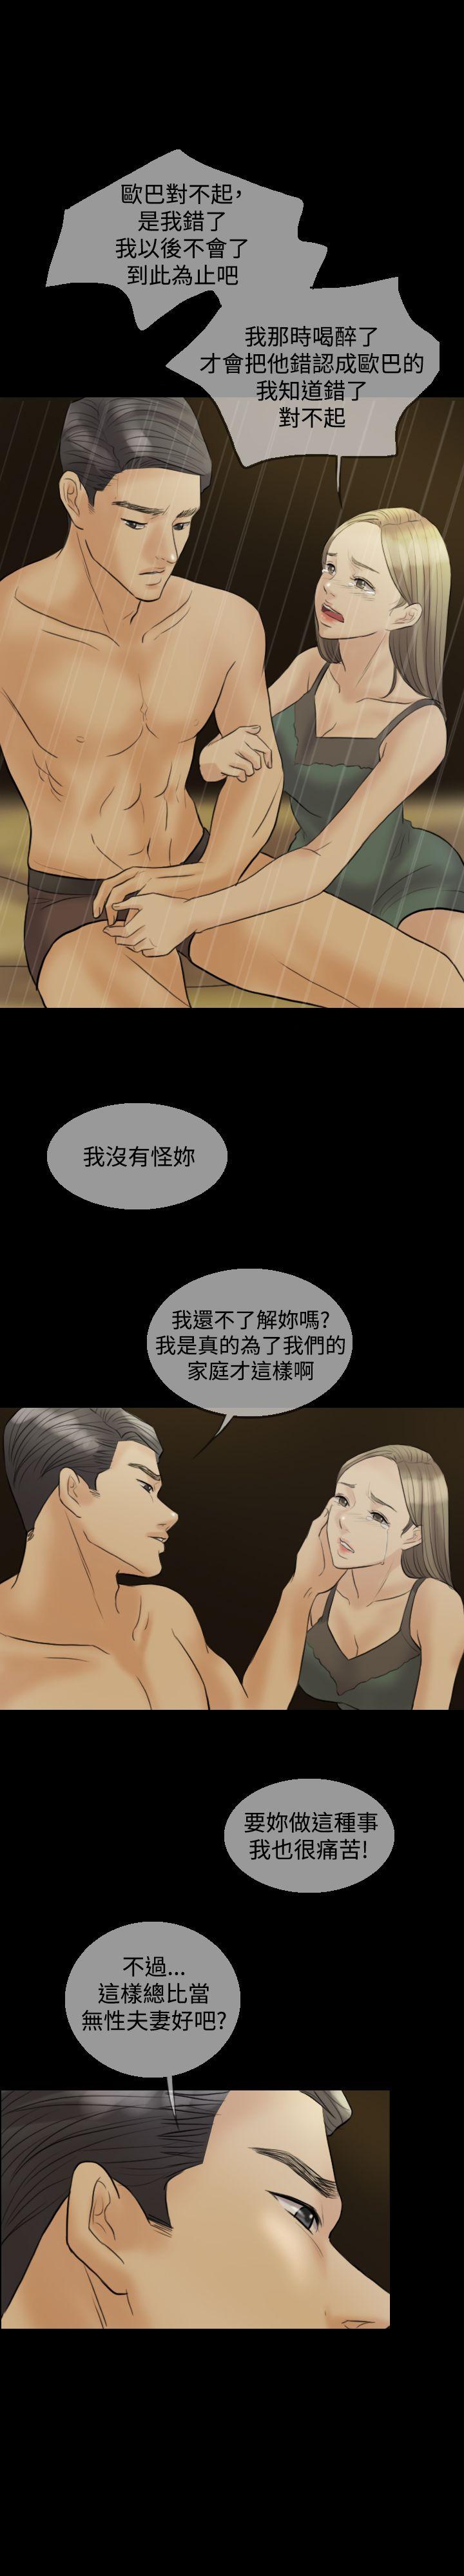 歐巴對不起，
是我錯了
我以後不會了
到此為止吧
我那時喝醉了
才會把他錯認成歐巴的
我知道錯了
對不起
我沒有怪妳
我還不了解妳嗎?
我是真的為了我們的
家庭才這樣啊
要妳做這種事
我也很痛苦!
不過...
這樣總比當
無性夫妻好吧?